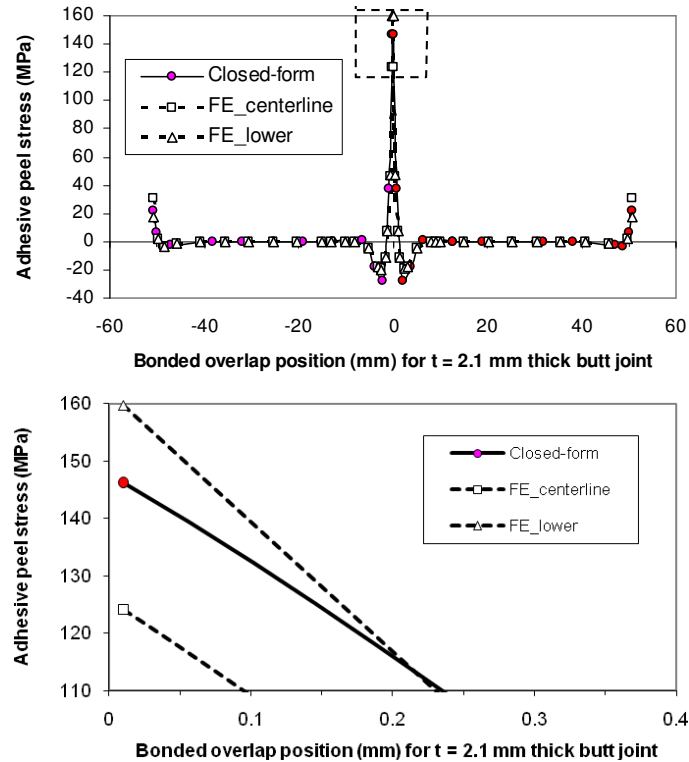 Adhesive peel stress (MPa)
160
140
120
100
80
60
40
20
0
-20
-40
Closed-form
FE_centerline
FE_lower
-60 -40 -20 0 20 40 60
Bonded overlap position (mm) for t = 2.1 mm thick butt joint
Adhesive peel stress (MPa)
160
150
140
130
120
110
Closed-form
FE_centerline
FE_lower
0 0.1 0.2 0.3 0.4
Bonded overlap position (mm) for t = 2.1 mm thick butt joint